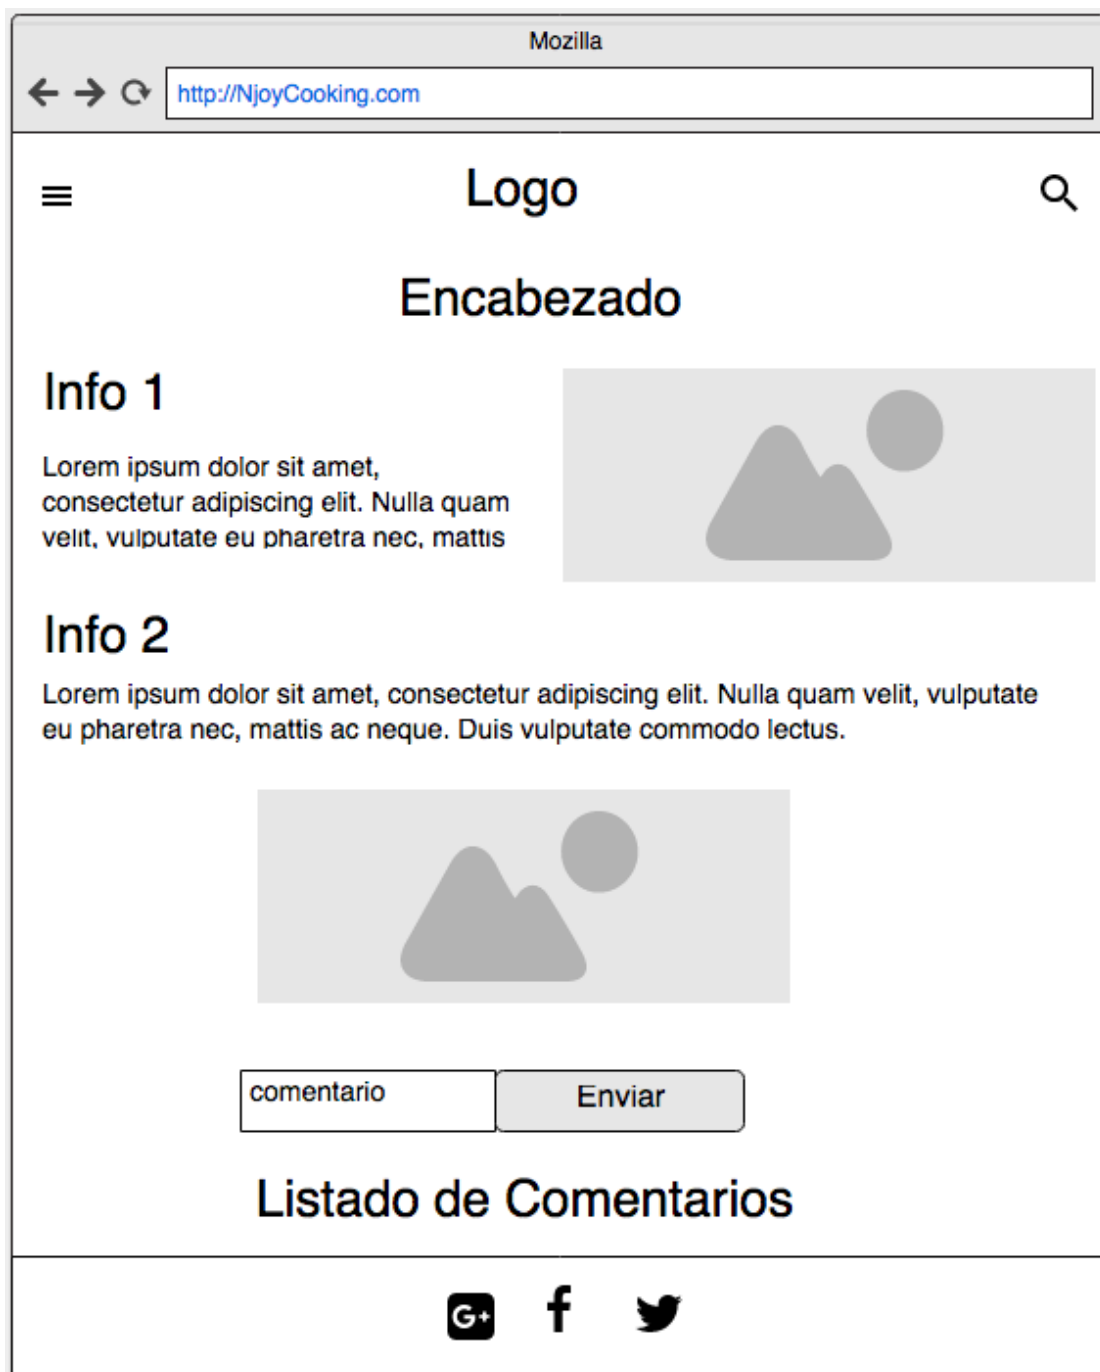 Mozilla
http://NjoyCooking.com
Logo
Encabezado
Info 1
Lorem ipsum dolor sit amet,
consectetur adipiscing elit. Nulla quam
velit, vulputate eu pharetra nec, mattis
Info 2
Lorem ipsum dolor sit amet, consectetur adipiscing elit. Nulla quam velit, vulputate
eu pharetra nec, mattis ac neque. Duis vulputate commodo lectus.
comentario
Enviar
Listado de Comentarios
G+ f